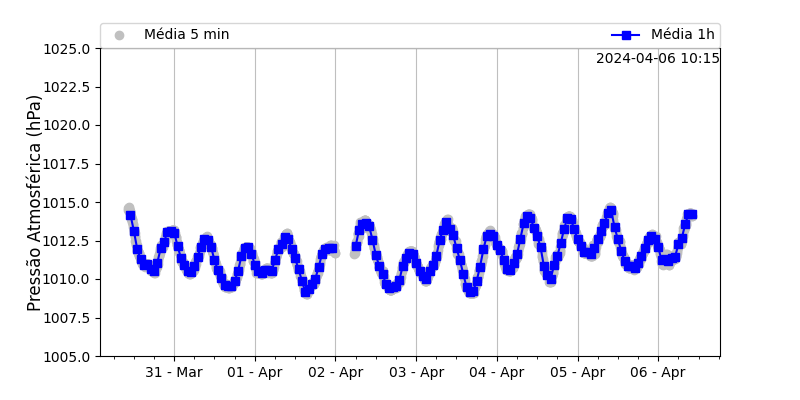 Média 5 min
Média 1h
2024-04-06 10:15
Pressão Atmosférica (hPa)
1025.0
1022.5
1020.0
1017.5
1015.0
1012.5
1010.0
1007.5
1005.0
31 - Mar
01 - Apr
02 - Apr
03 - Apr
04 - Apr
05 - Apr
06 - Apr